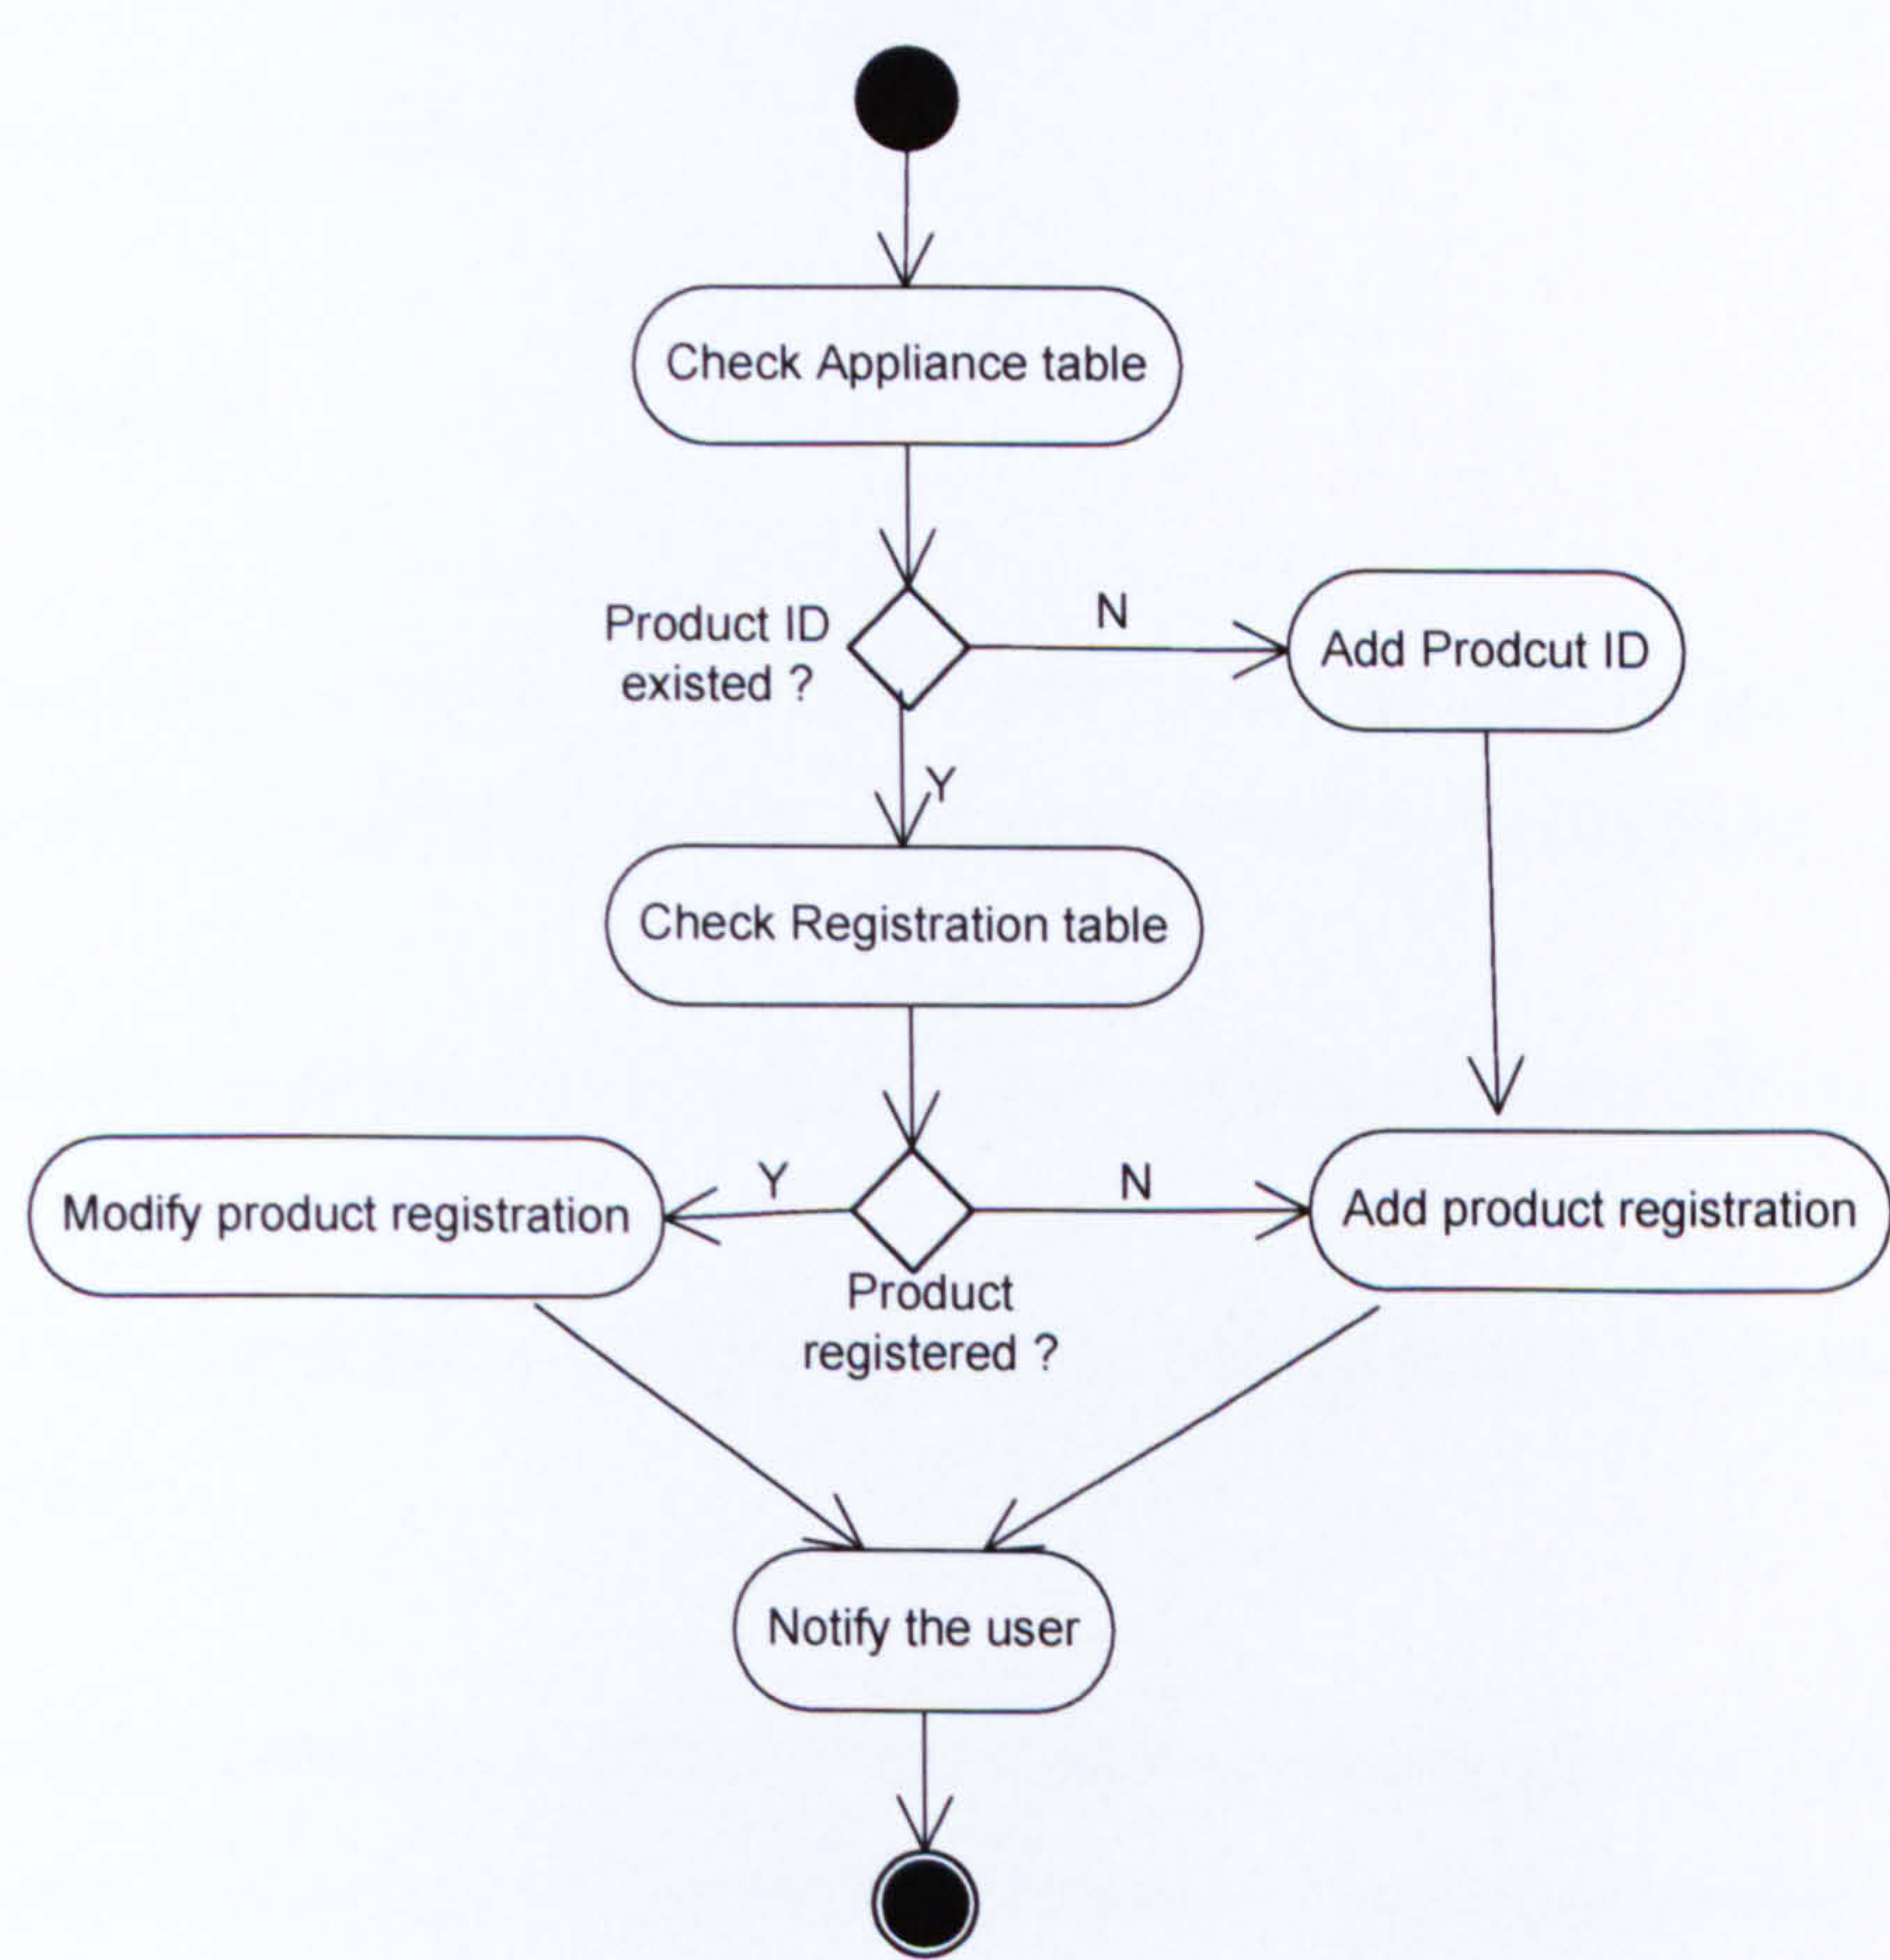 Check Appliance table
Product ID
existed ?
N
Add Prodcut ID
Y
Check Registration table
Modify product registration
Y
N
Add product registration
Product
registered ?
Notify the user